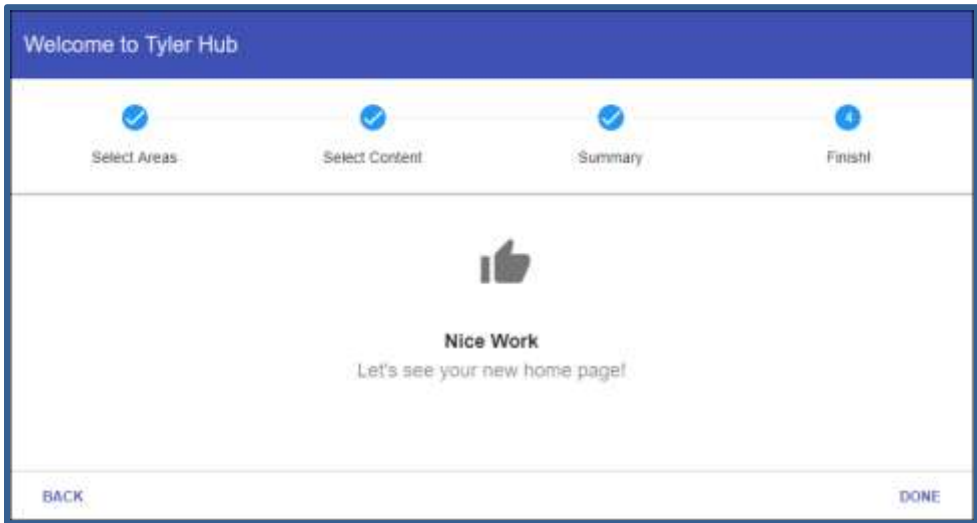 Welcome to Tyler Hub
4
Select Areas
Select Content
Summary
Finish!
Nice Work
Let's see your new home page!
BACK
DONE